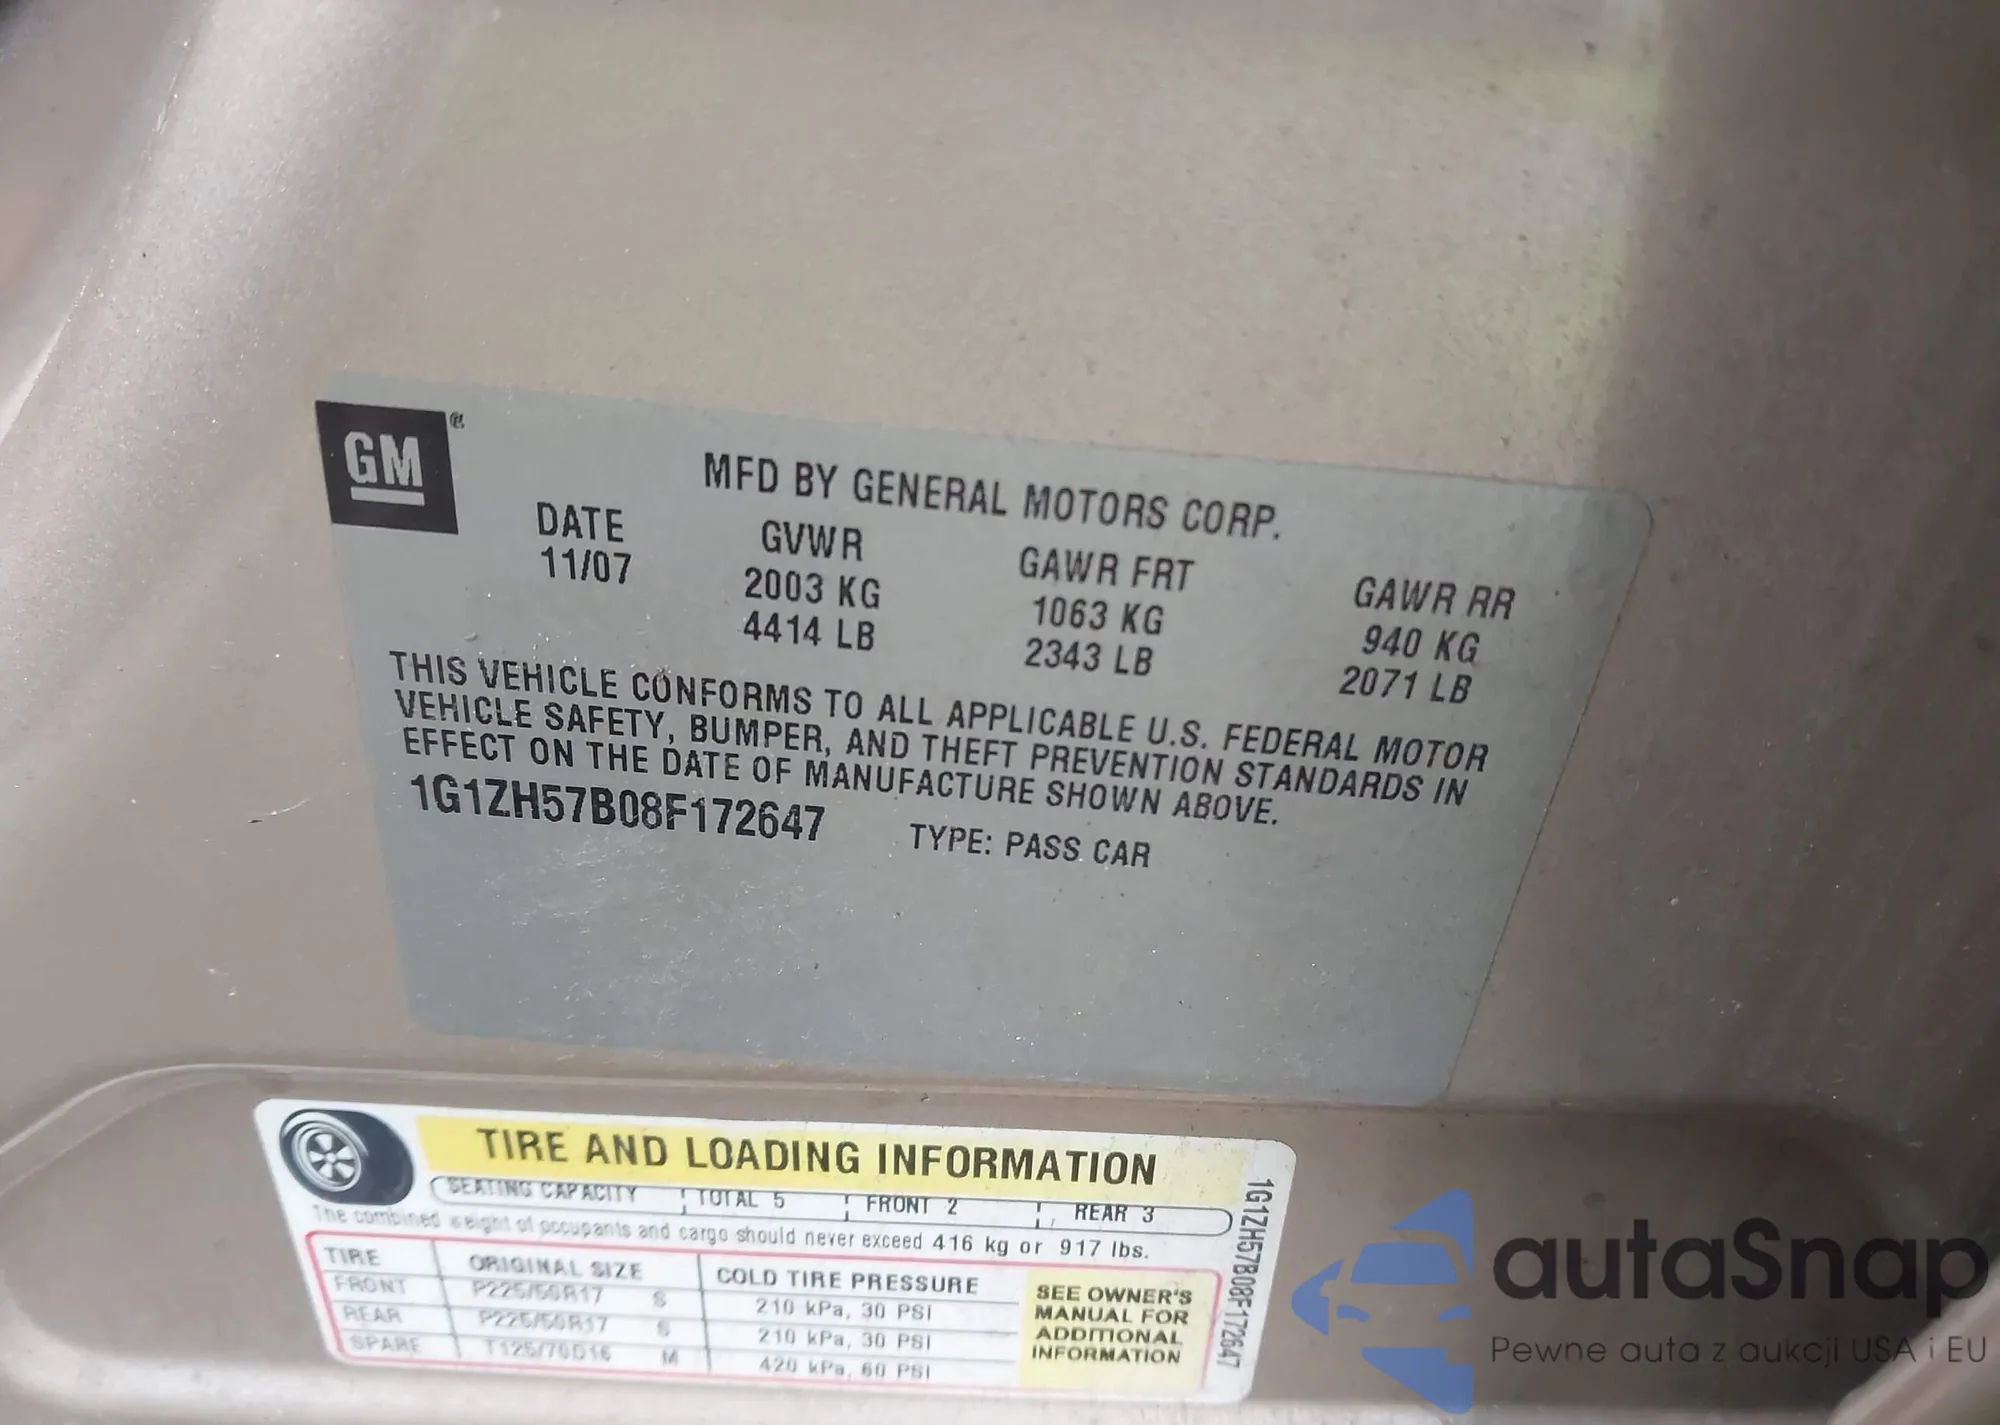 GM®
MFD BY GENERAL MOTORS CORP.
DATE GVWR GAWR FRT GAWR RR
11/07 2003 KG 1063 KG 940 KG
4414 LB 2343 LB 2071 LB
THIS VEHICLE CONFORMS TO ALL APPLICABLE U.S. FEDERAL MOTOR
VEHICLE SAFETY, BUMPER, AND THEFT PREVENTION STANDARDS IN
EFFECT ON THE DATE OF MANUFACTURE SHOWN ABOVE.
1G1ZH57B08F172647 TYPE: PASS CAR
TIRE AND LOADING INFORMATION
SEATING CAPACITY TOTAL 5 FRONT 2 REAR 3
The combined weight of occupants and cargo should never exceed 416 kg or 917 lbs.
TIRE ORIGINAL SIZE COLD TIRE PRESSURE
FRONT P225/50R17 S 210 kPa, 30 PSI
REAR P225/50R17 S 210 kPa, 30 PSI
SPARE T125/70D16 M 420 kPa, 60 PSI
SEE OWNER'S
MANUAL FOR
ADDITIONAL
INFORMATION
1G1ZH57B08F172647
autaSnap
Pewne auta z aukcji USA i EU